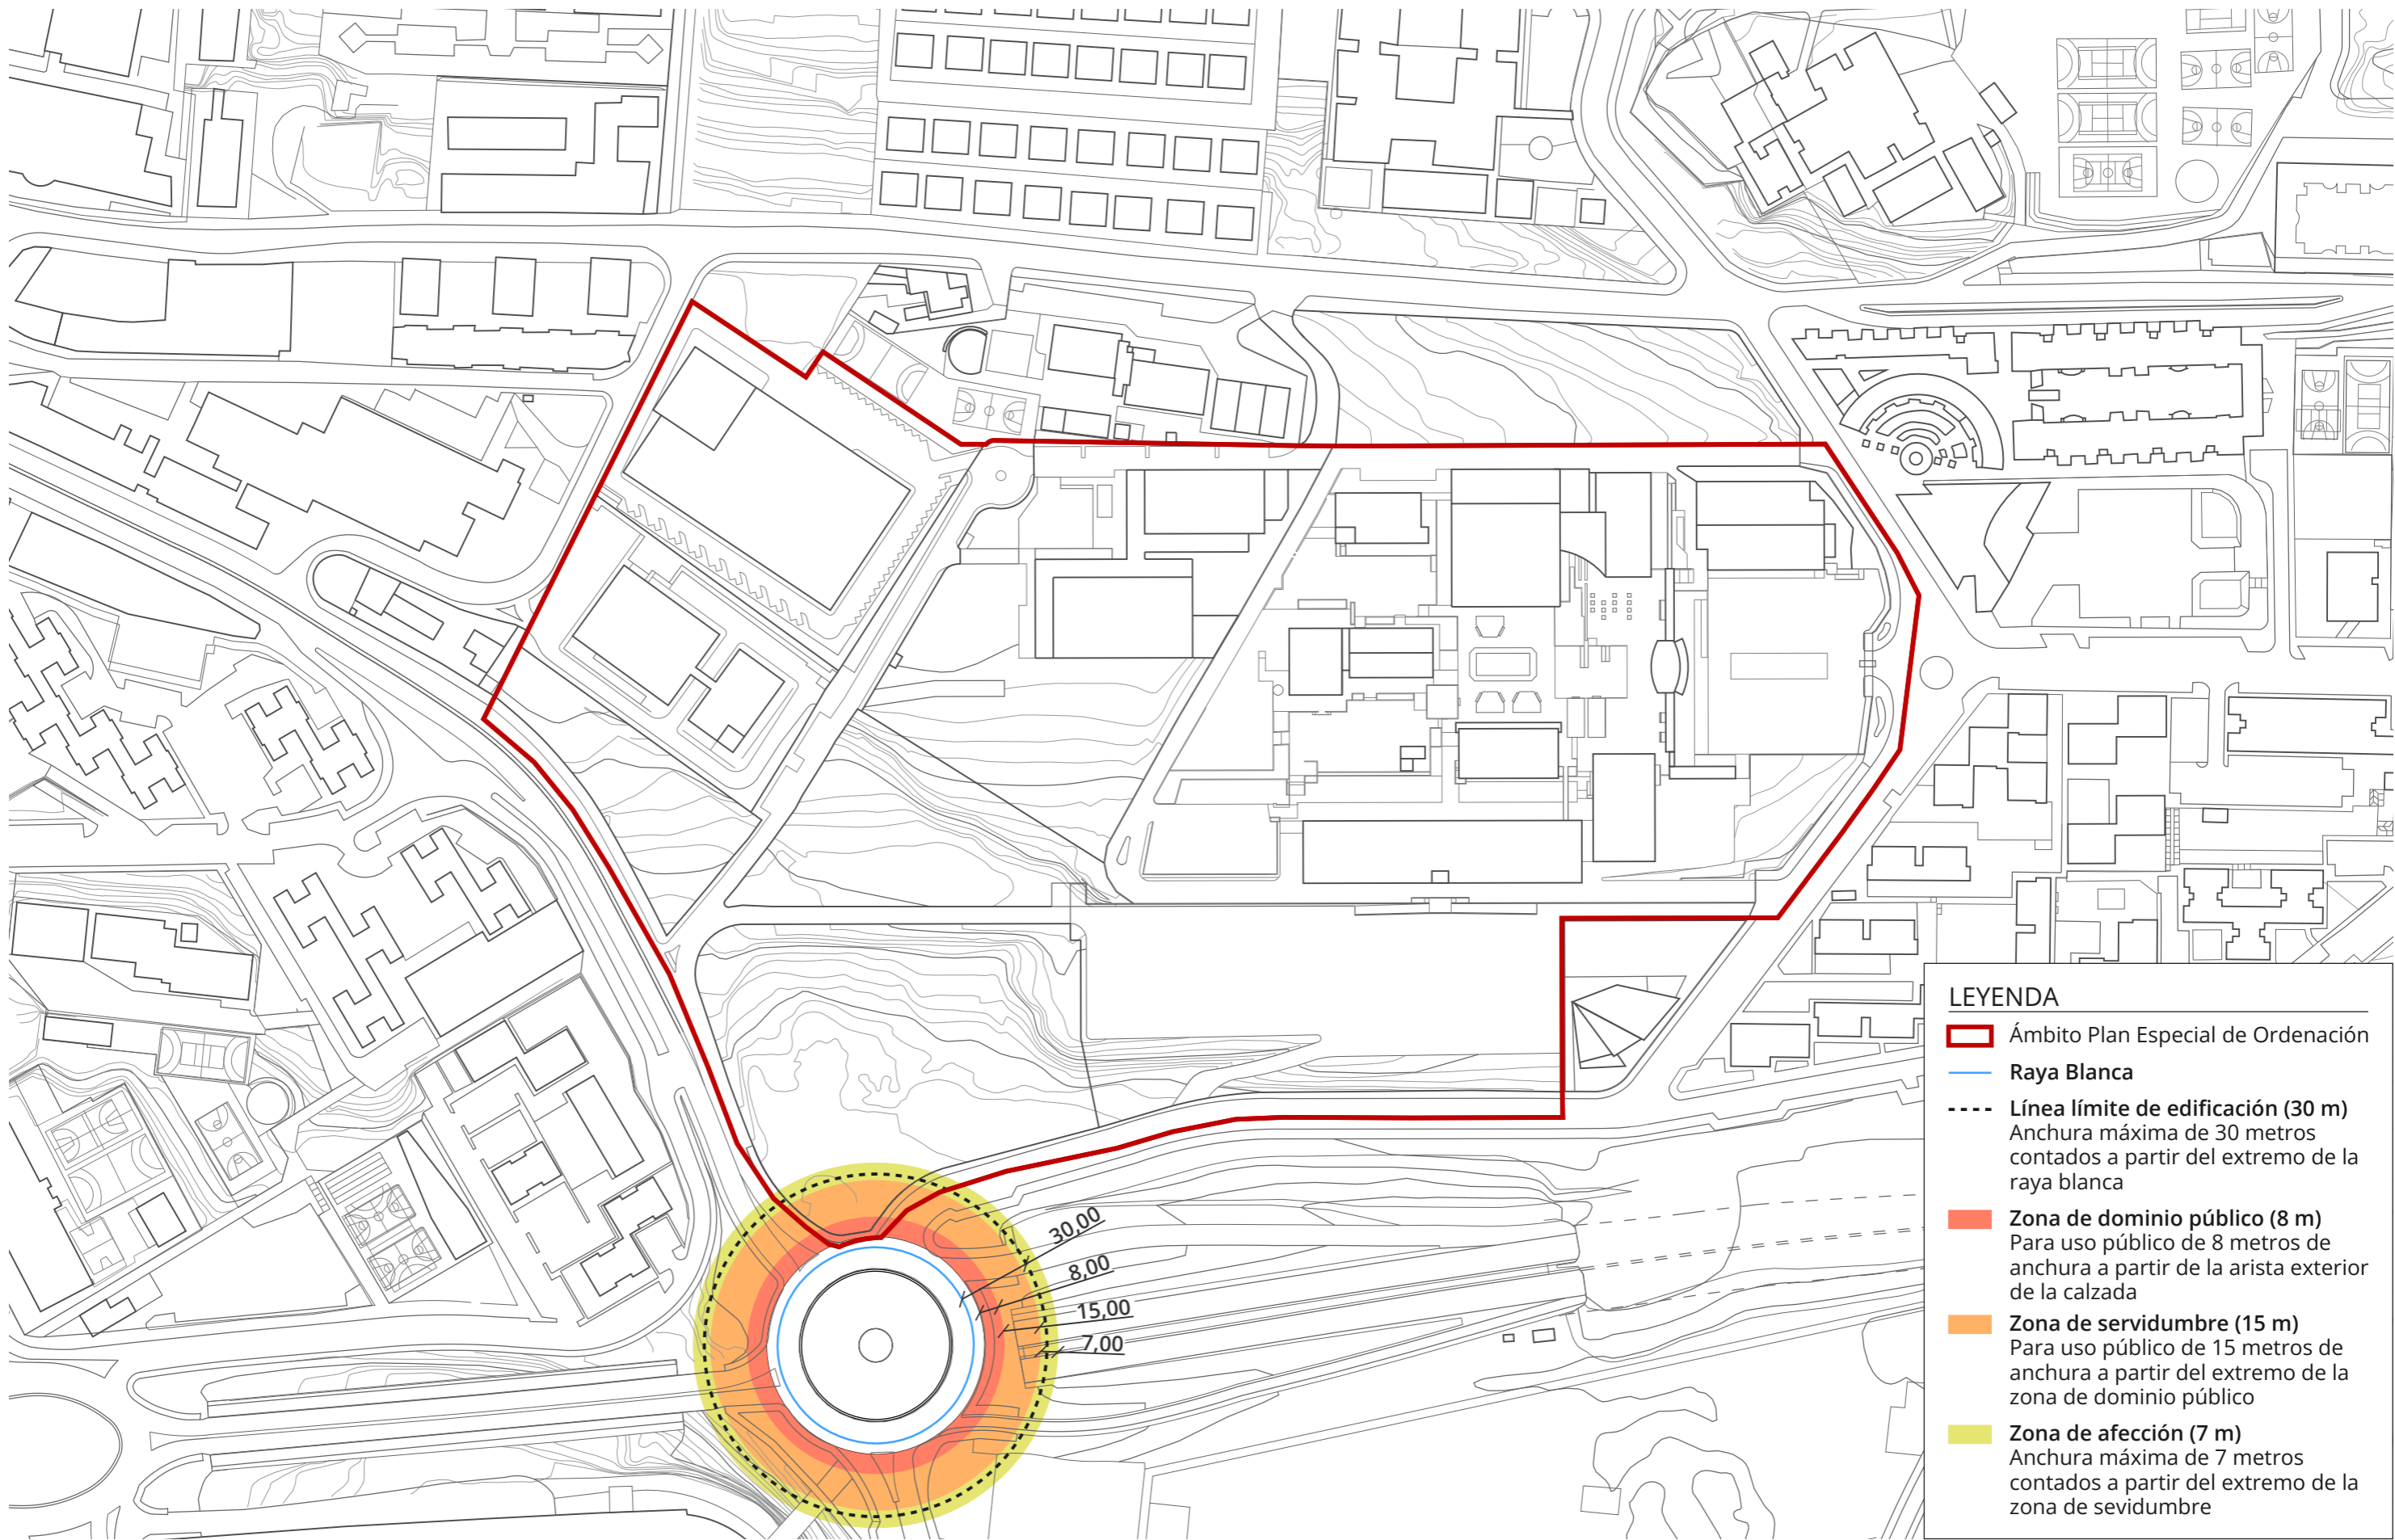 30,00
8,00
15,00
7,00
LEYENDA
Ámbito Plan Especial de Ordenación
Raya Blanca
Línea límite de edificación (30 m)
Anchura máxima de 30 metros
contados a partir del extremo de la
raya blanca
Zona de dominio público (8 m)
Para uso público de 8 metros de
anchura a partir de la arista exterior
de la calzada
Zona de servidumbre (15 m)
Para uso público de 15 metros de
anchura a partir del extremo de la
zona de dominio público
Zona de afección (7 m)
Anchura máxima de 7 metros
contados a partir del extremo de la
zona de sevidumbre